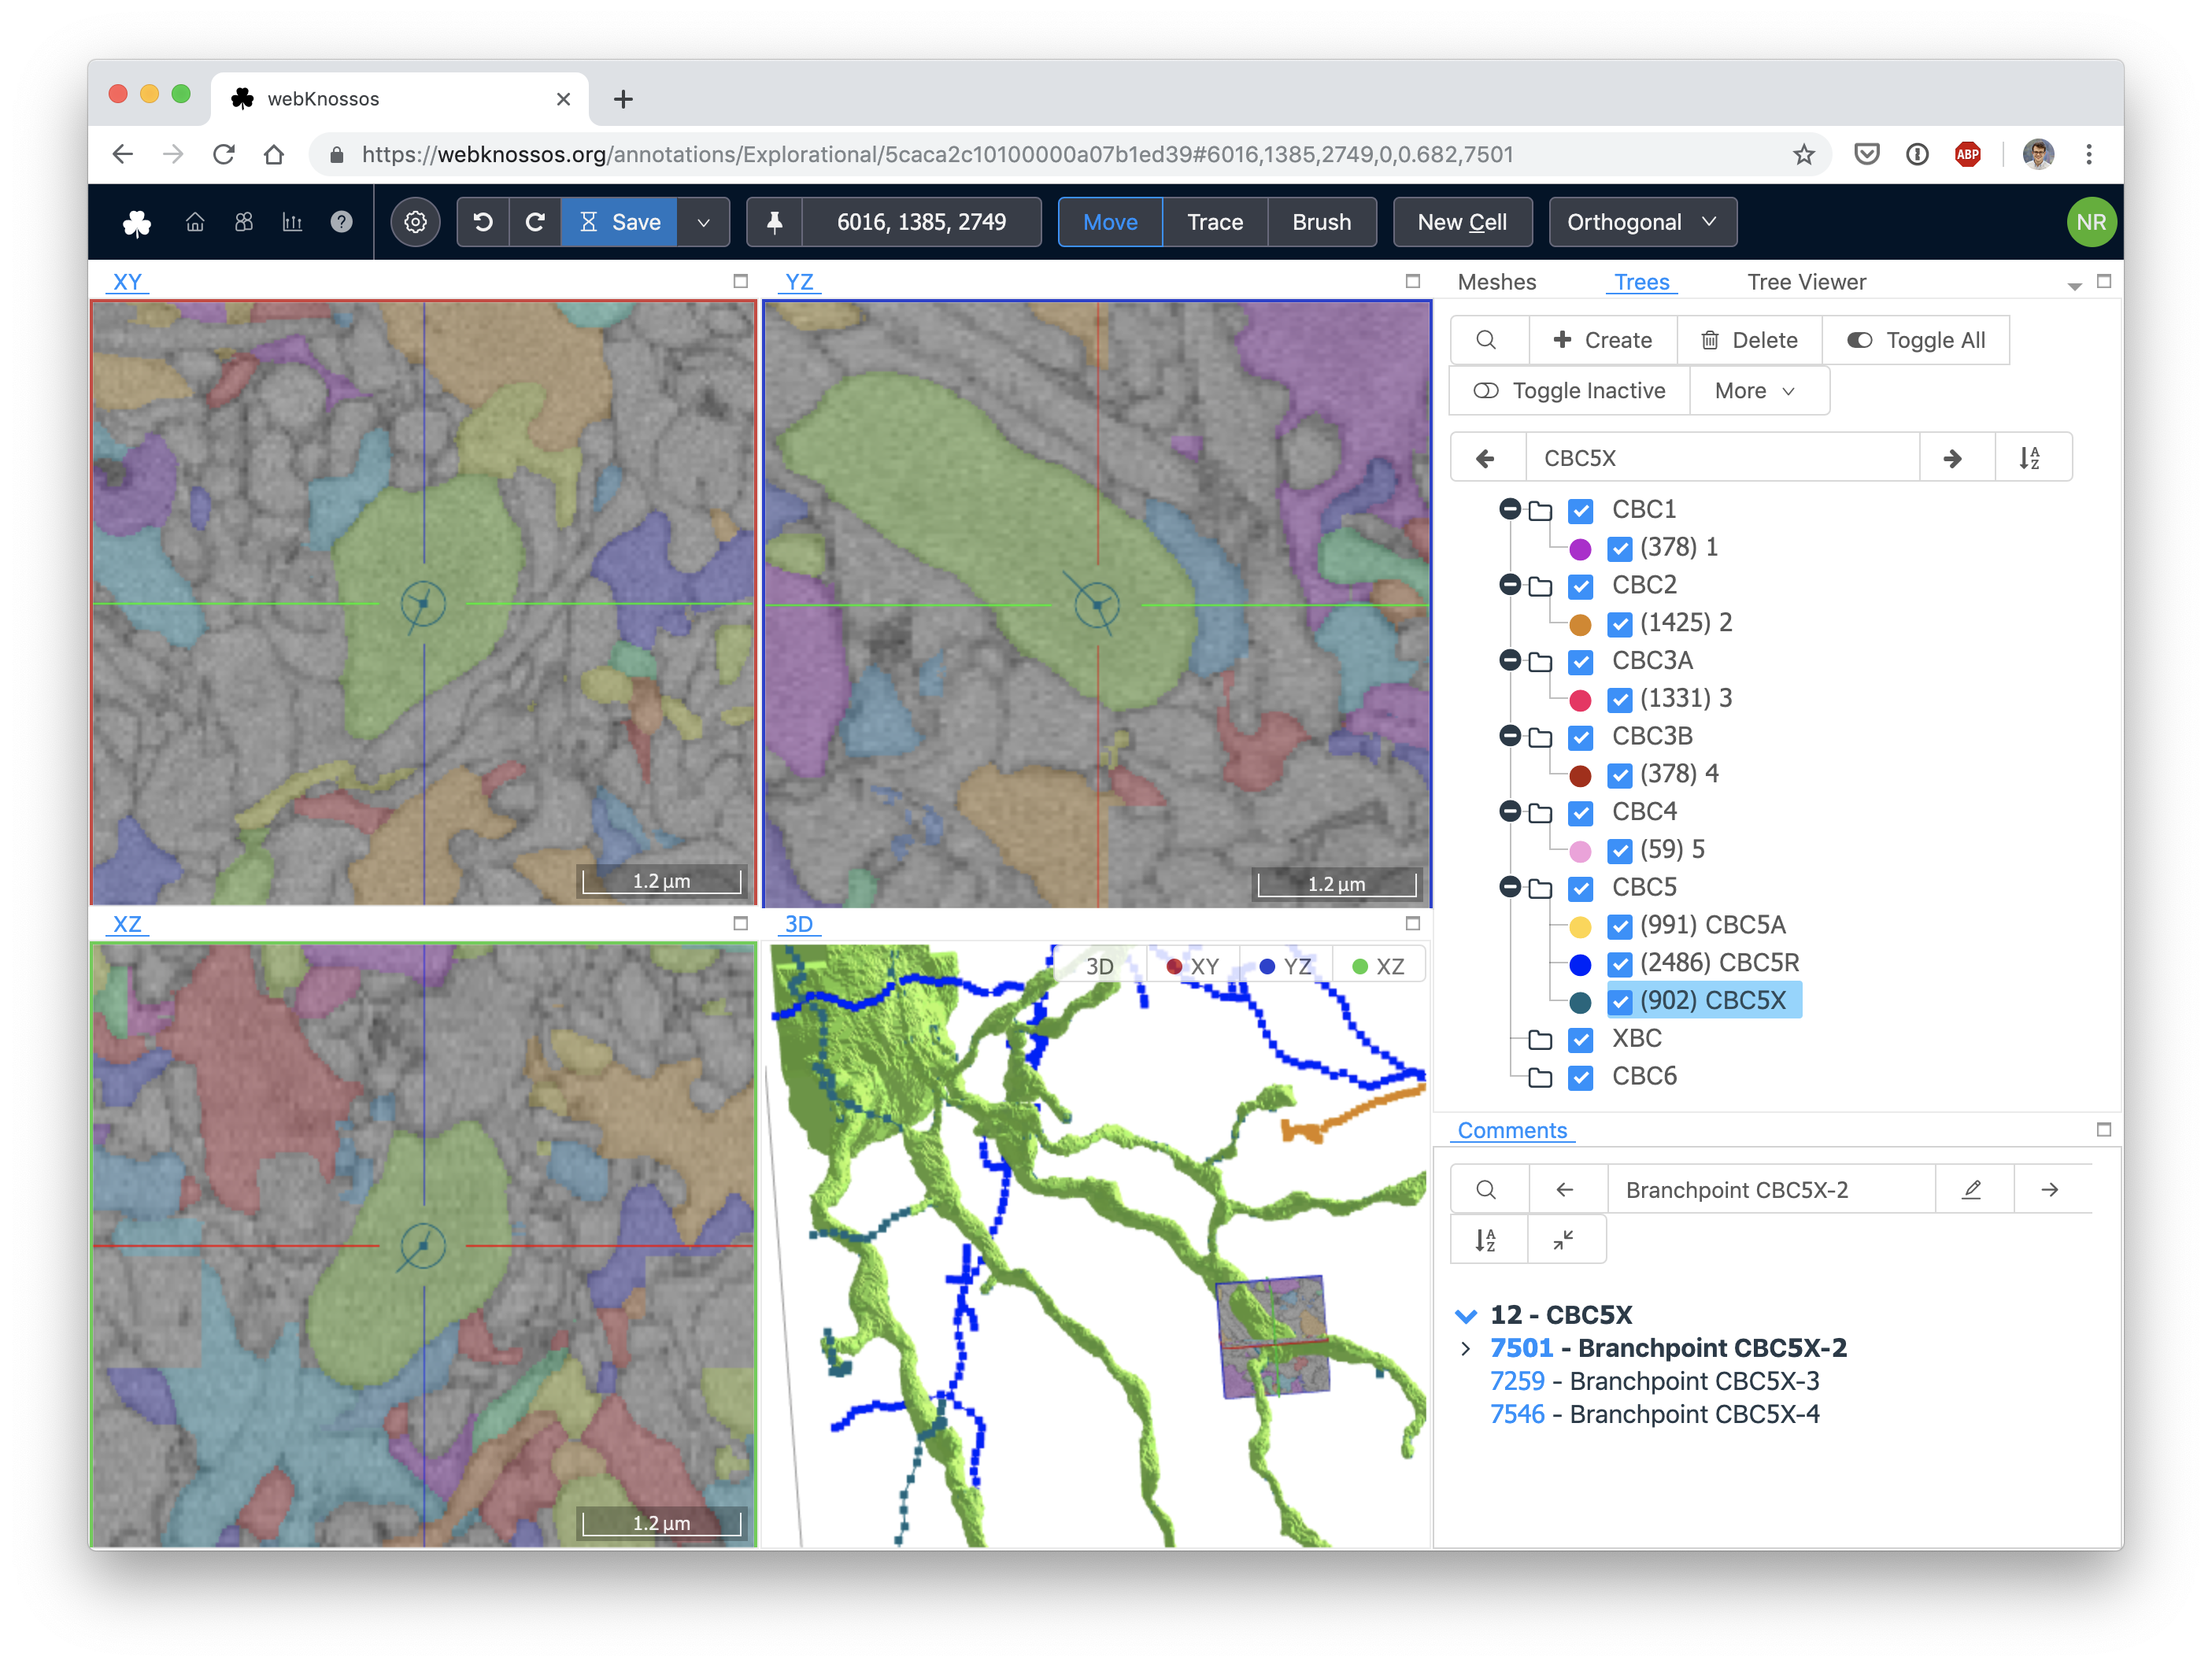 webKnossos
https://webknossos.org/annotations/Explorational/5caca2c10100000a07b1ed39#6016,1385,2749,0,0.682,7501
ABP
? Save 6016, 1385, 2749 Move Trace Brush New Cell Orthogonal NR
XY YZ Meshes Trees Tree Viewer
Create Delete Toggle All
Toggle Inactive More
CBC5X A Z
CBC1
(378) 1
CBC2
(1425) 2
CBC3A
(1331) 3
CBC3B
(378) 4
CBC4
(59) 5
1.2 µm 1.2 µm
CBC5
XZ 3D
(991) CBC5A
3D XY YZ XZ
(2486) CBC5R
(902) CBC5X
XBC
CBC6
Comments
Branchpoint CBC5X-2
A Z
12 - CBC5X
7501 - Branchpoint CBC5X-2
7259 - Branchpoint CBC5X-3
7546 - Branchpoint CBC5X-4
1.2 µm